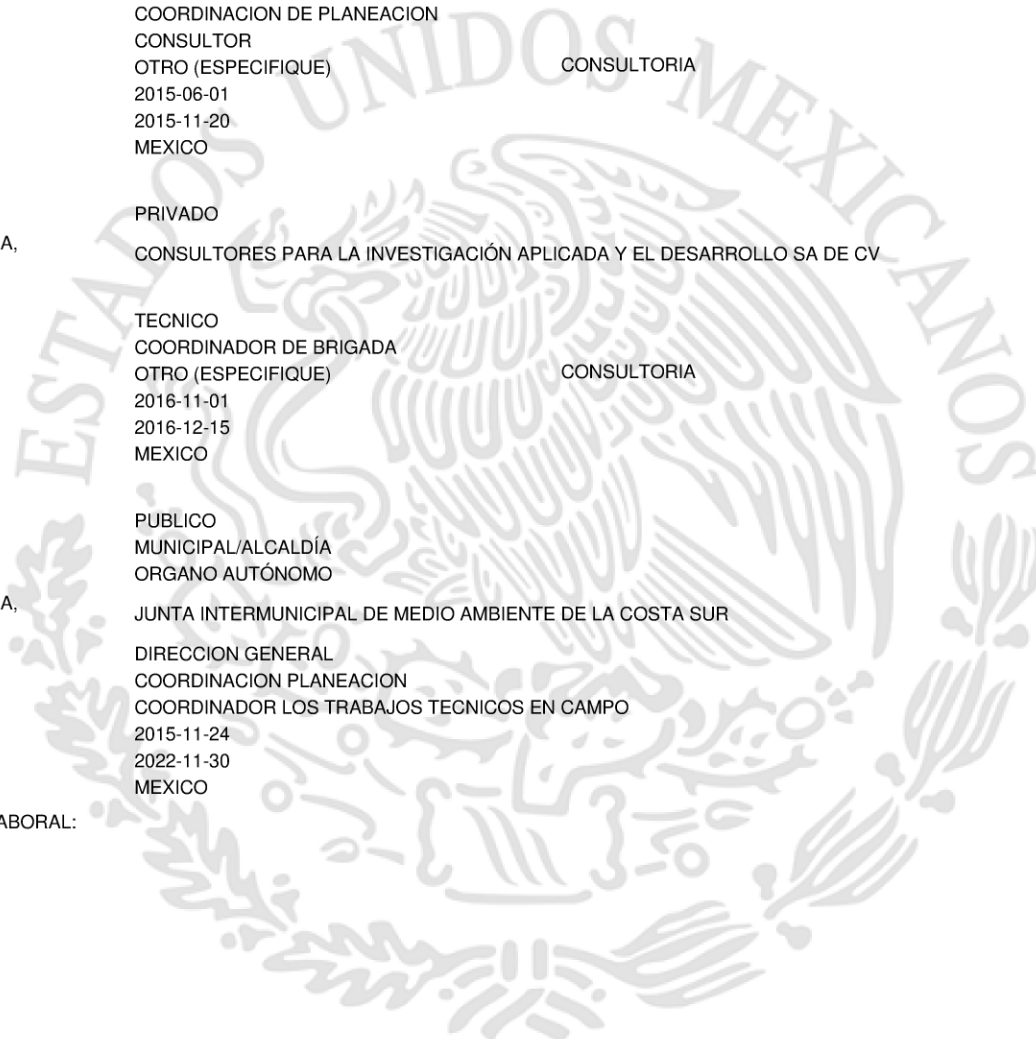 COORDINACION DE PLANEACION
CONSULTOR
OTRO (ESPECIFIQUE) CONSULTORIA
2015-06-01
2015-11-20
MEXICO
PRIVADO
A, CONSULTORES PARA LA INVESTIGACIÓN APLICADA Y EL DESARROLLO SA DE CV
TECNICO
COORDINADOR DE BRIGADA
OTRO (ESPECIFIQUE) CONSULTORIA
2016-11-01
2016-12-15
MEXICO
PUBLICO
MUNICIPAL/ALCALDÍA
ORGANO AUTÓNOMO
A, JUNTA INTERMUNICIPAL DE MEDIO AMBIENTE DE LA COSTA SUR
DIRECCION GENERAL
COORDINACION PLANEACION
COORDINADOR LOS TRABAJOS TECNICOS EN CAMPO
2015-11-24
2022-11-30
MEXICO
ABORAL:
ESTADOS UNIDOS MEXICANOS